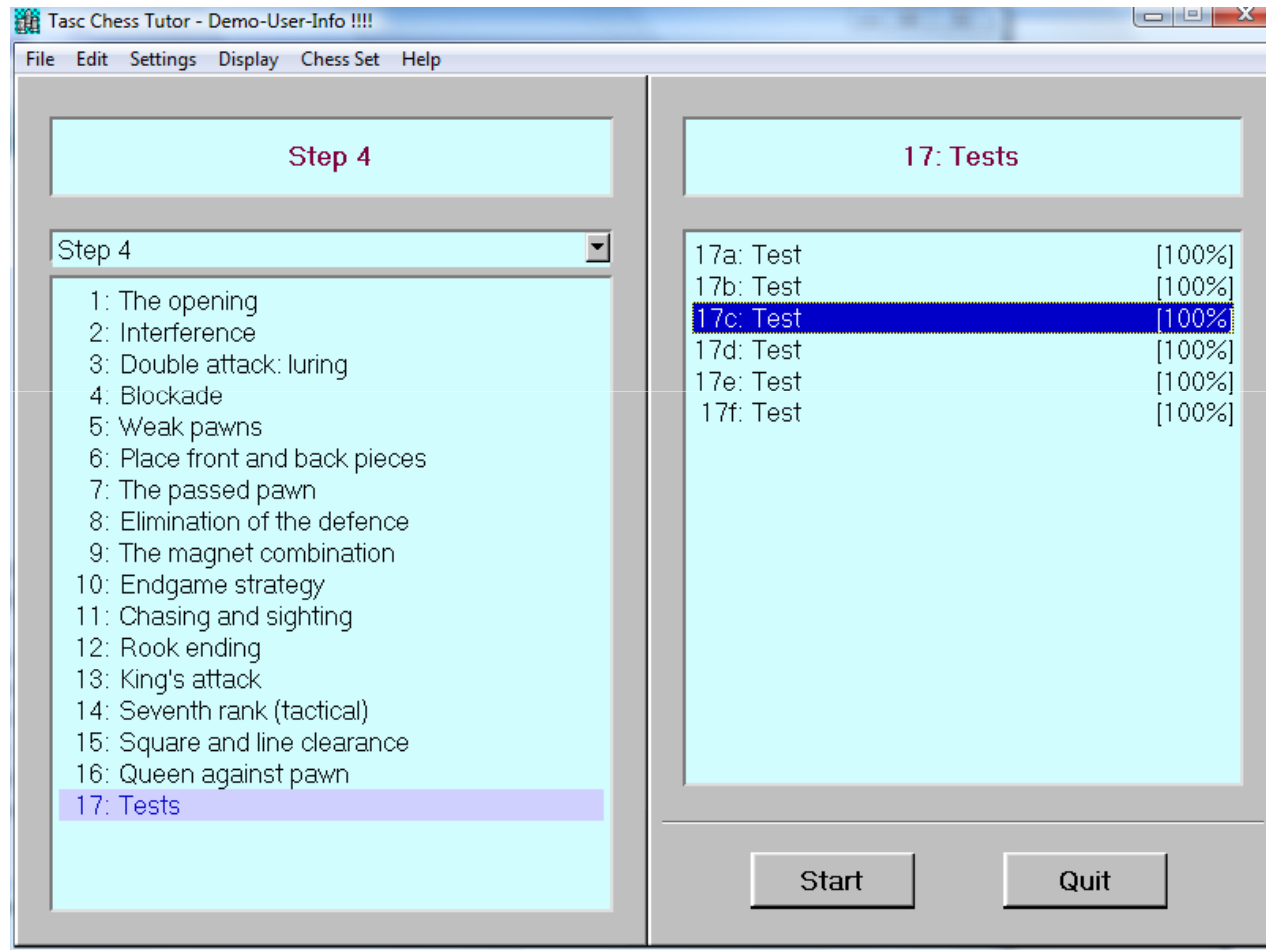 Tasc Chess Tutor - Demo-User-Info !!!!
File Edit Settings Display Chess Set Help
Step 4
Step 4
1: The opening
2: Interference
3: Double attack: luring
4: Blockade
5: Weak pawns
6: Place front and back pieces
7: The passed pawn
8: Elimination of the defence
9: The magnet combination
10: Endgame strategy
11: Chasing and sighting
12: Rook ending
13: King's attack
14: Seventh rank (tactical)
15: Square and line clearance
16: Queen against pawn
17: Tests
17: Tests
17a: Test [100%]
17b: Test [100%]
17c: Test [100%]
17d: Test [100%]
17e: Test [100%]
17f: Test [100%]
Start Quit